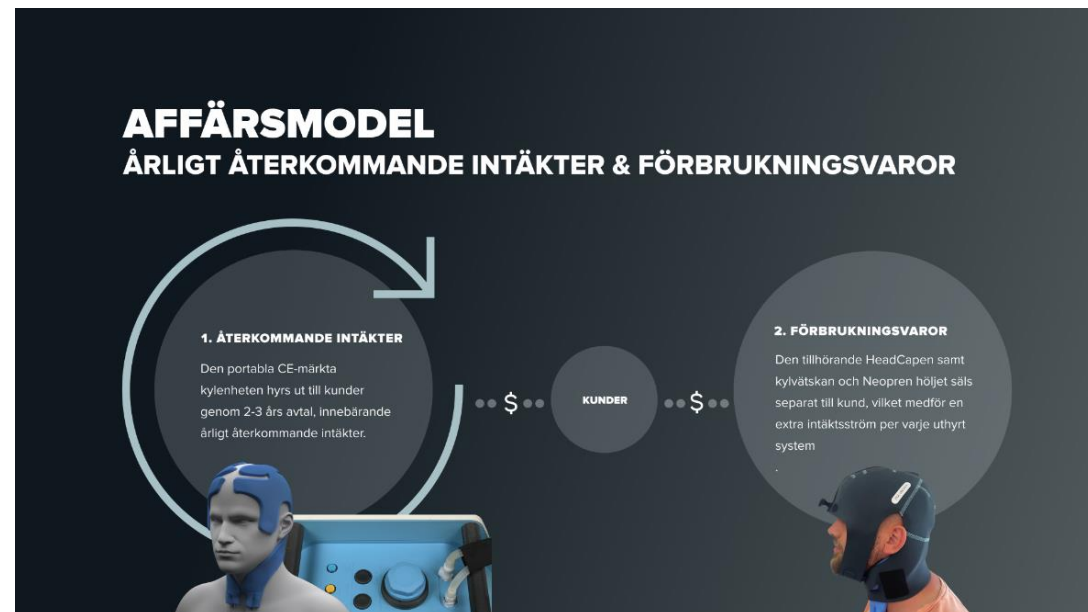 AFFÄRSMODEL
ÅRLIGT ÅTERKOMMANDE INTÄKTER & FÖRBRUKNINGSVAROR
1. ÅTERKOMMANDE INTÄKTER
Den portabla CE-märkta
kylenheten hyrs ut till kunder
genom 2-3 års avtal, innebärande
årligt återkommande intäkter.
$
KUNDER
$
2. FÖRBRUKNINGSVAROR
Den tillhörande HeadCapen samt
kylvätskan och Neopren höljet säls
separat till kund, vilket medför en
extra intäktsström per varje uthyrt
system
.